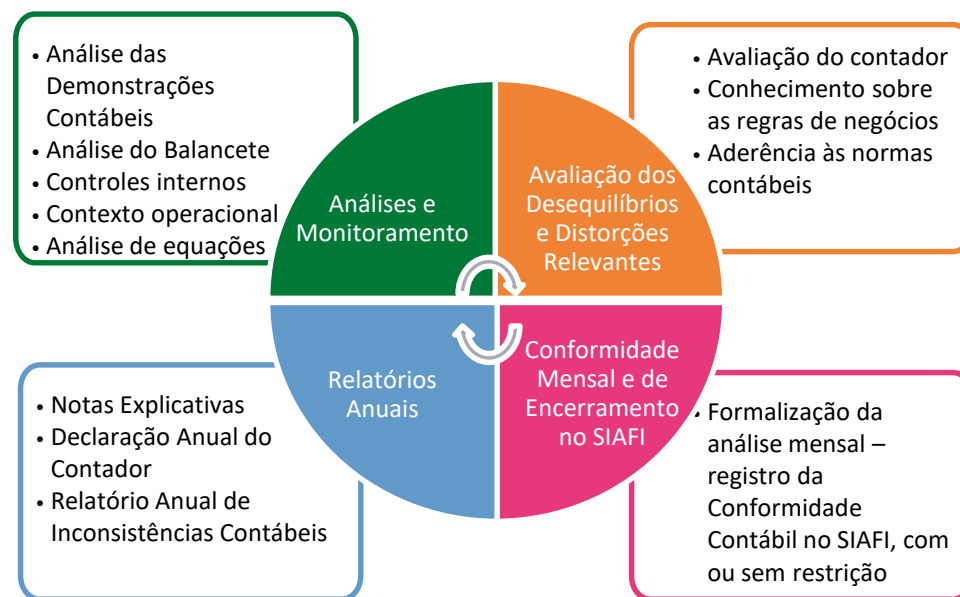 • Análise das
Demonstrações
Contábeis
• Análise do Balancete
• Controles internos
• Contexto operacional
• Análise de equações
• Avaliação do contador
• Conhecimento sobre
as regras de negócios
• Aderência às normas
contábeis
Análises e
Monitoramento
Avaliação dos
Desequilíbrios
e Distorções
Relevantes
Relatórios
Anuais
Conformidade
Mensal e de
Encerramento
no SIAFI
• Notas Explicativas
• Declaração Anual do
Contador
• Relatório Anual de
Inconsistências Contábeis
• Formalização da
análise mensal –
registro da
Conformidade
Contábil no SIAFI, com
ou sem restrição